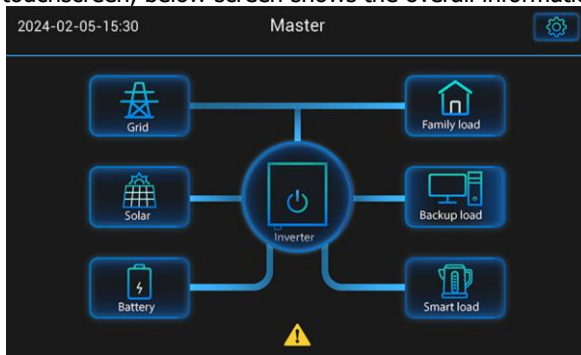 touchscreen, below screen shows the overall informati
2024-02-05-15:30
Master
Grid
Family load
Solar
Inverter
Backup load
Battery
Smart load